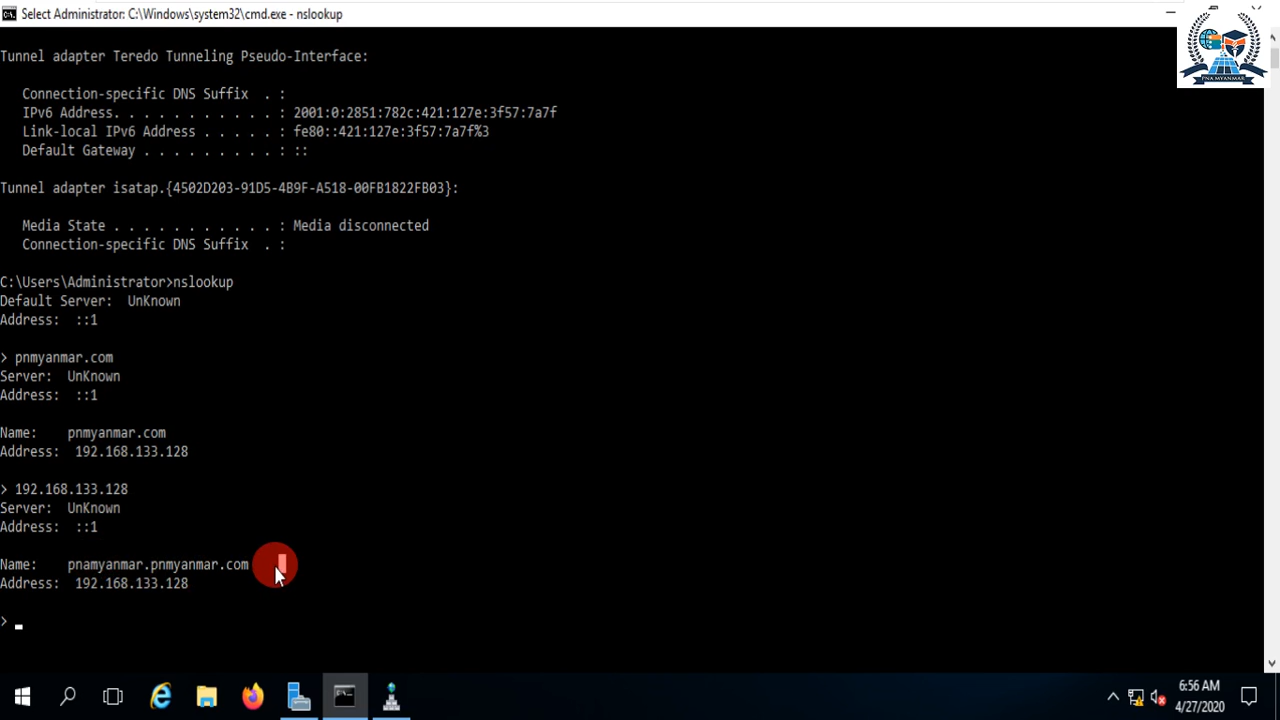 Select Administrator: C:\Windows\system32\cmd.exe - nslookup
PNA MYANMAR
Tunnel adapter Teredo Tunneling Pseudo-Interface:
Connection-specific DNS Suffix . :
IPv6 Address. . . . . . . . . . . : 2001:0:2851:782c:421:127e:3f57:7a7f
Link-local IPv6 Address . . . . . : fe80::421:127e:3f57:7a7f%3
Default Gateway . . . . . . . . . : ::
Tunnel adapter isatap.{4502D203-91D5-4B9F-A518-00FB1822FB03}:
Media State . . . . . . . . . . . : Media disconnected
Connection-specific DNS Suffix . :
C:\Users\Administrator>nslookup
Default Server: UnKnown
Address: ::1
> pnmyanmar.com
Server: UnKnown
Address: ::1
Name: pnmyanmar.com
Address: 192.168.133.128
> 192.168.133.128
Server: UnKnown
Address: ::1
Name: pnamyanmar.pnmyanmar.com
Address: 192.168.133.128
>
6:56 AM
4/27/2020